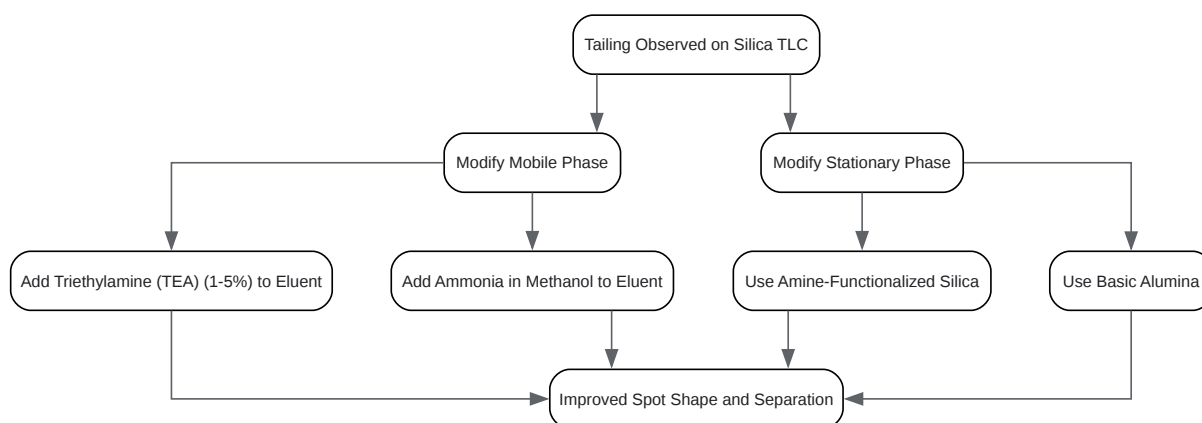 Tailing Observed on Silica TLC
Modify Mobile Phase
Modify Stationary Phase
Add Triethylamine (TEA) (1-5%) to Eluent
Add Ammonia in Methanol to Eluent
Use Amine-Functionalized Silica
Use Basic Alumina
Improved Spot Shape and Separation